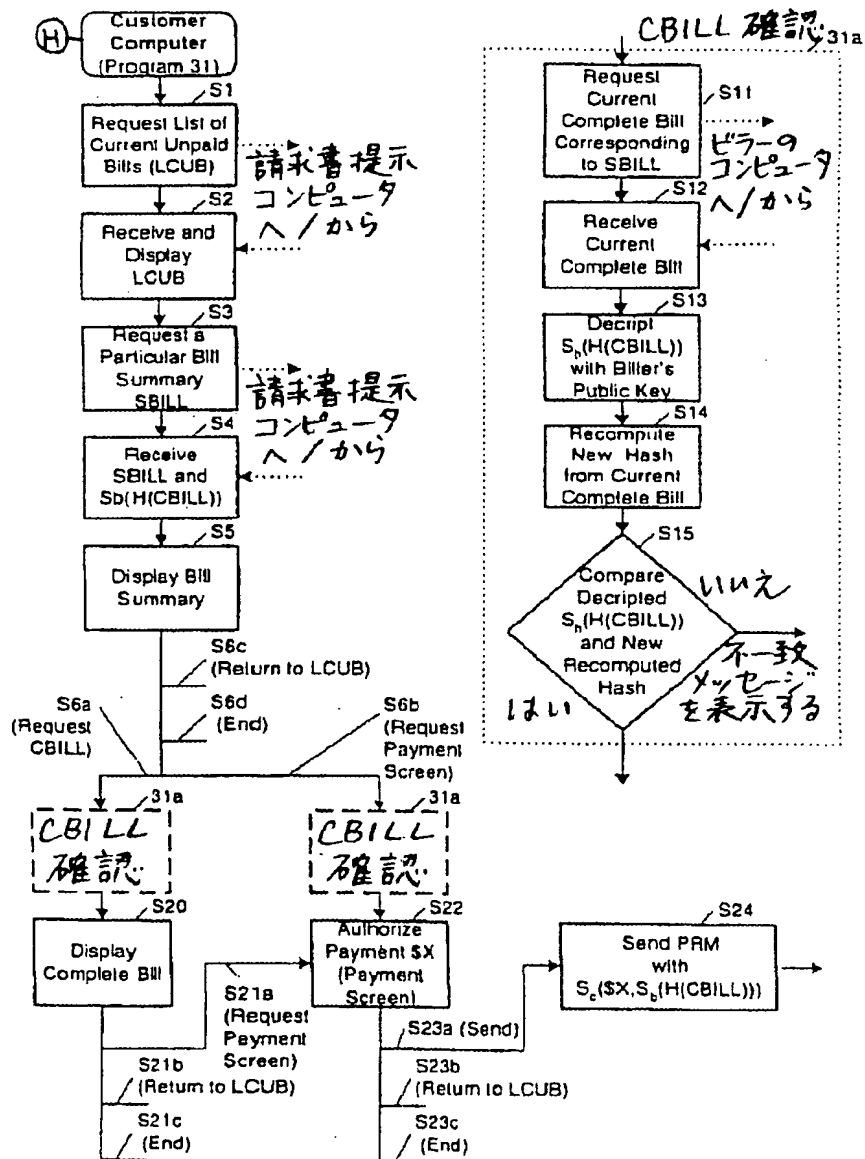 H
Customer
Computer
(Program 31)
S1
Request List of
Current Unpaid
Bills (LCUB)
請求書提示
コンピュータ
へ/から
S2
Receive and
Display
LCUB
S3
Request a
Particular Bill
Summary
SBILL
請求書提示
コンピュータ
へ/から
S4
Receive
SBILL and
Sb(H(CBILL))
S5
Display Bill
Summary
S6c
(Return to LCUB)
S6d
(End)
S6a
(Request
CBILL)
S6b
(Request
Payment
Screen)
31a
CBILL
確認
31a
CBILL
確認
S20
Display
Complete Bill
S21a
(Request
Payment
Screen)
S21b
(Return to LCUB)
S21c
(End)
S22
Authorize
Payment $X
(Payment
Screen)
S23a (Send)
S23b
(Return to LCUB)
S23c
(End)
S24
Send PRM
with
Sc($X,Sb(H(CBILL)))
CBILL 確認
31a
S11
Request
Current
Complete Bill
Corresponding
to SBILL
ビラーの
コンピュータ
へ/から
S12
Receive
Current
Complete Bill
S13
Decript
Sb(H(CBILL))
with Biller's
Public Key
S14
Recompute
New Hash
from Current
Complete Bill
S15
Compare
Decripted
Sb(H(CBILL))
and New
Recomputed
Hash
いいえ
不一致
メッセージ
を表示する
はい